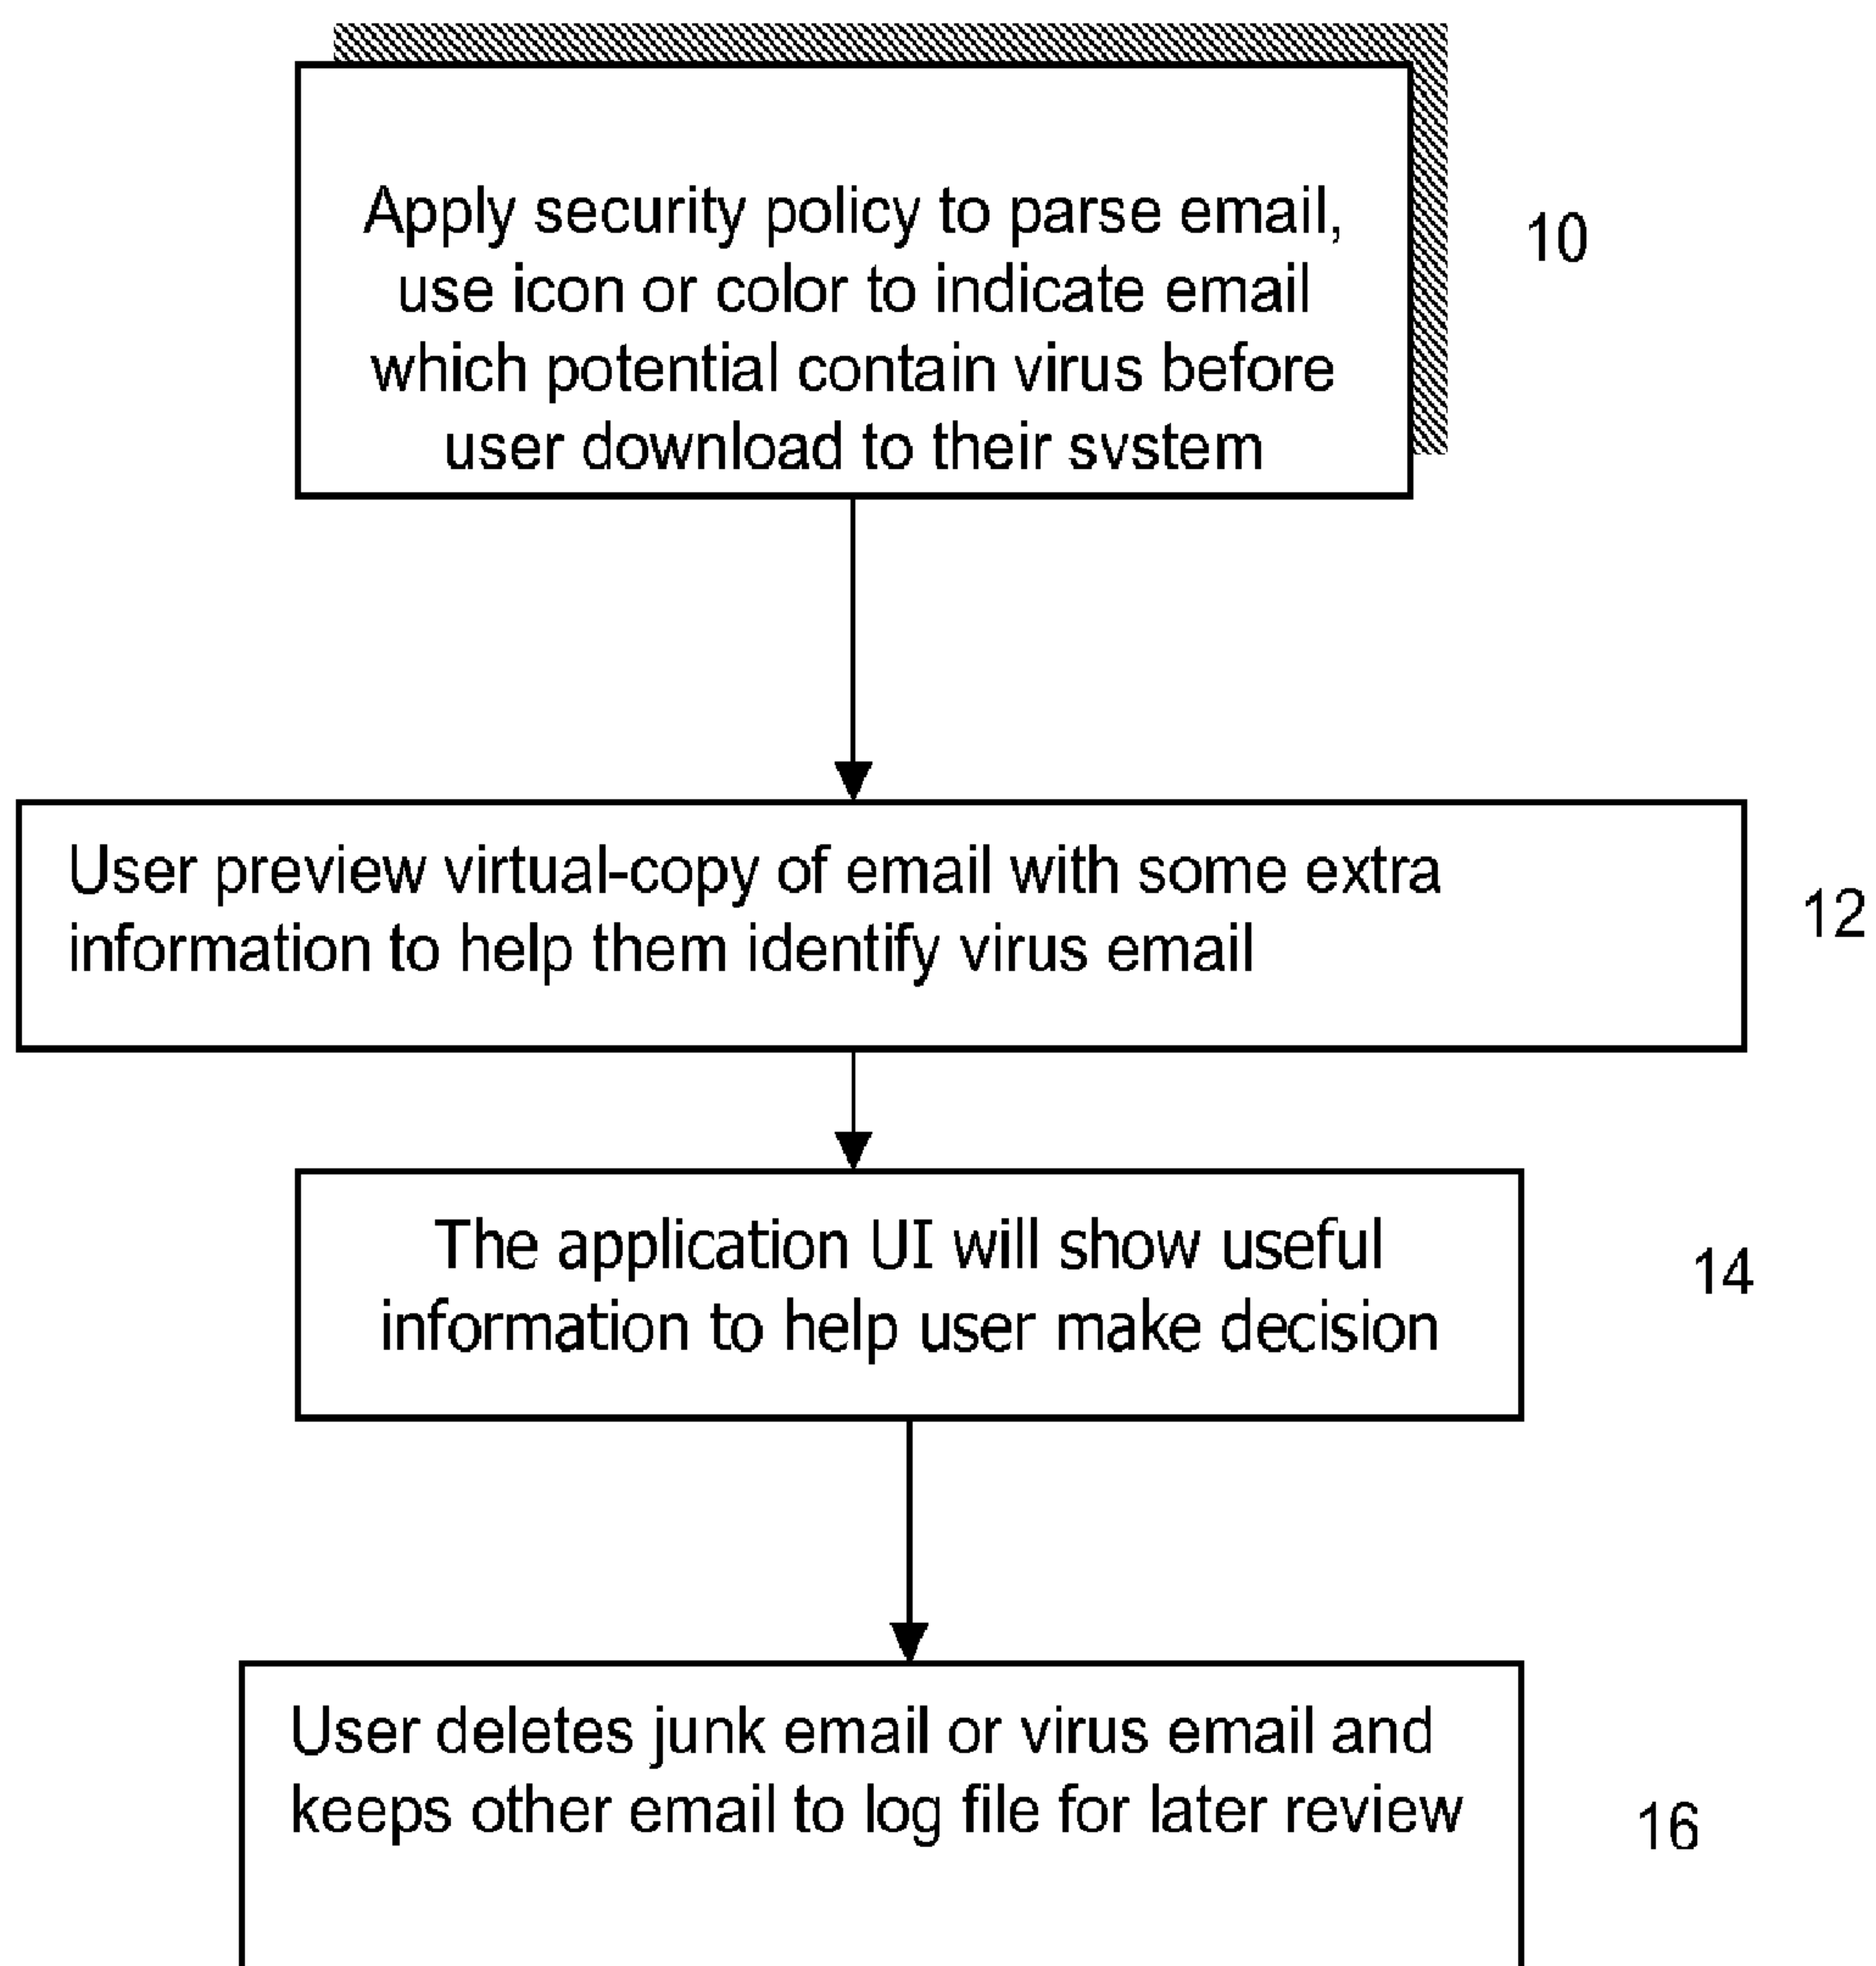 Apply security policy to parse email,
use icon or color to indicate email
which potential contain virus before
user download to their system
10
User preview virtual-copy of email with some extra
information to help them identify virus email
12
The application UI will show useful
information to help user make decision
14
User deletes junk email or virus email and
keeps other email to log file for later review
16